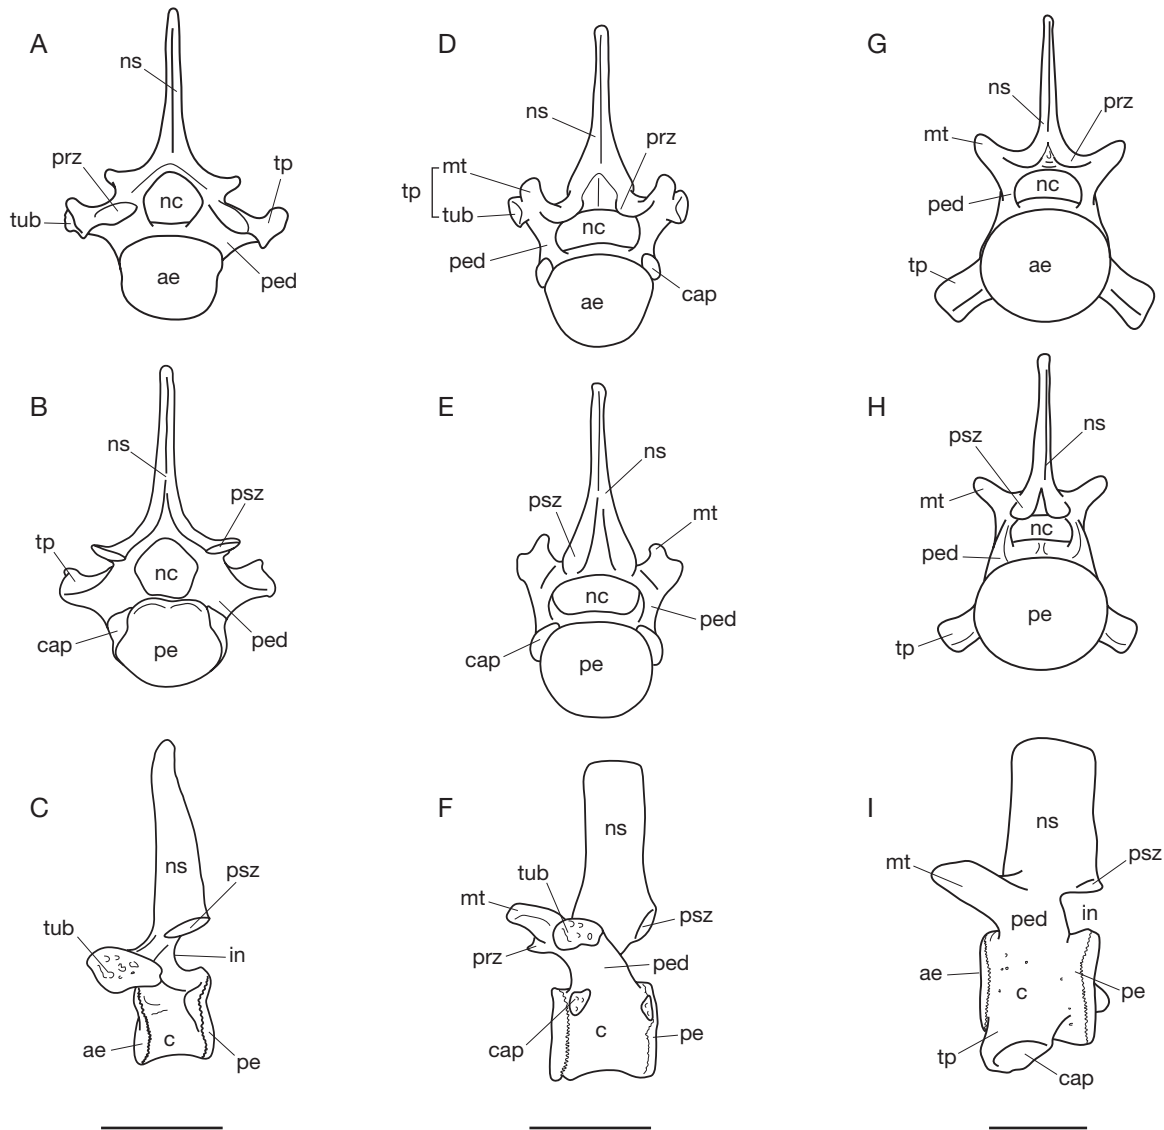 A
ns
prz
tp
tub
nc
ped
ae
D
ns
prz
mt
tp
tub
nc
ped
cap
ae
G
ns
prz
mt
nc
ped
tp
ae
B
ns
psz
tp
nc
cap
pe
ped
E
ns
psz
mt
nc
ped
cap
pe
H
psz
ns
mt
nc
ped
pe
tp
C
ns
psz
tub
in
c
ae
pe
F
ns
tub
mt
psz
prz
ped
c
pe
cap
I
ns
mt
psz
ped
in
ae
c
pe
tp
cap